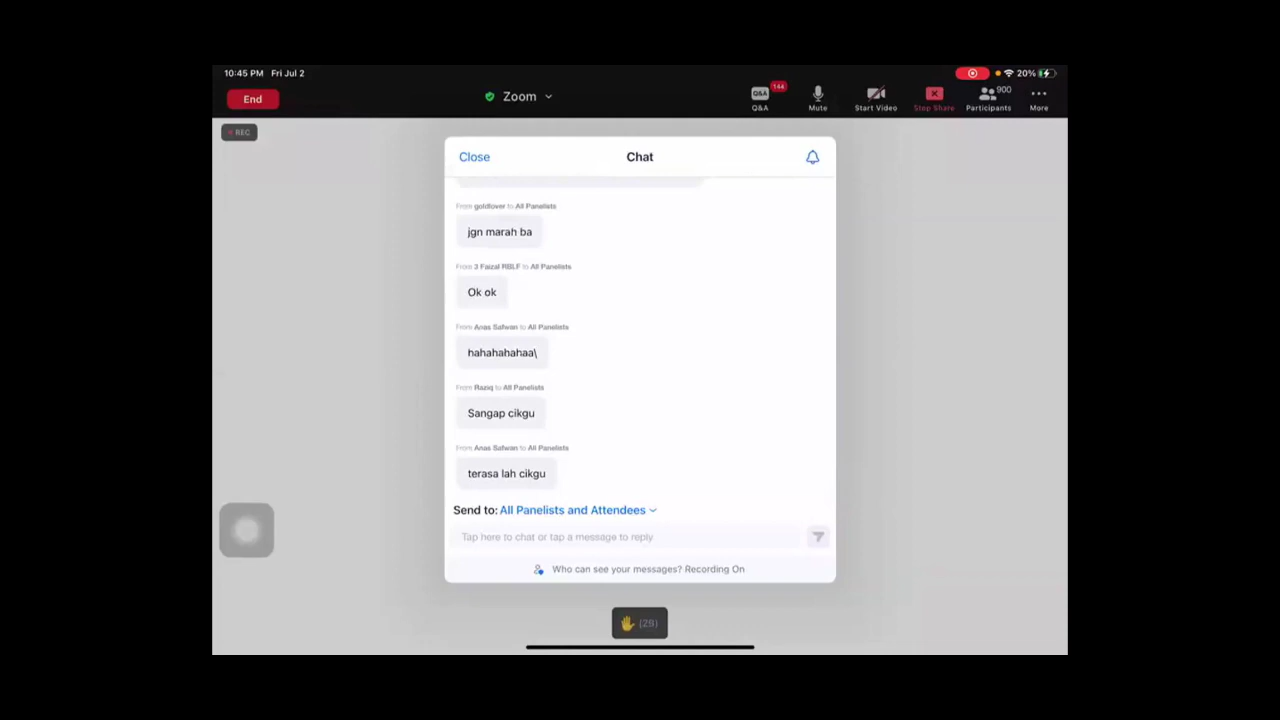 10:45 PM Fri Jul 2
20%
End
Zoom
Q&A
144
Q&A
Mute
Start Video
Stop Share
900
Participants
More
REC
Close
Chat
From goldfover to All Panelists
jgn marah ba
From 3 Faizal RBLF to All Panelists
Ok ok
From Anas Safwan to All Panelists
hahahahahaa\
From Raziq to All Panelists
Sangap cikgu
From Anas Safwan to All Panelists
terasa lah cikgu
Send to: All Panelists and Attendees
Tap here to chat or tap a message to reply
Who can see your messages? Recording On
(29)